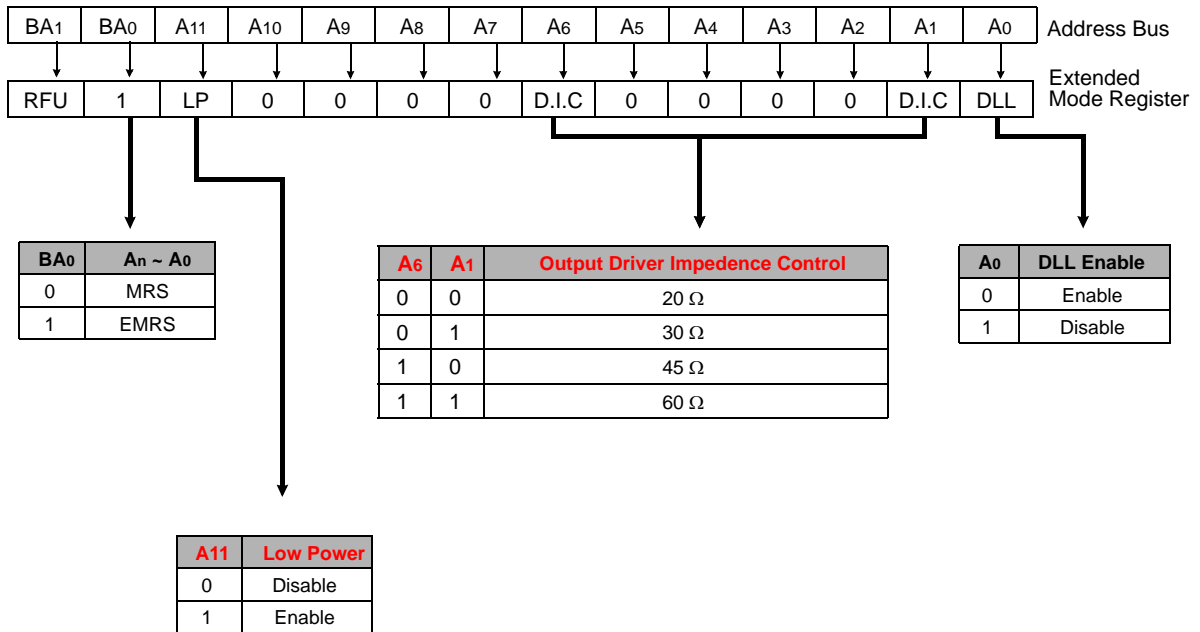 BA1 BA0 A11 A10 A9 A8 A7 A6 A5 A4 A3 A2 A1 A0 Address Bus
RFU 1 LP 0 0 0 0 D.I.C 0 0 0 0 D.I.C DLL Extended Mode Register
BA0 An ~ A0
0 MRS
1 EMRS
A6 A1 Output Driver Impedence Control
0 0 20 Ω
0 1 30 Ω
1 0 45 Ω
1 1 60 Ω
A0 DLL Enable
0 Enable
1 Disable
A11 Low Power
0 Disable
1 Enable